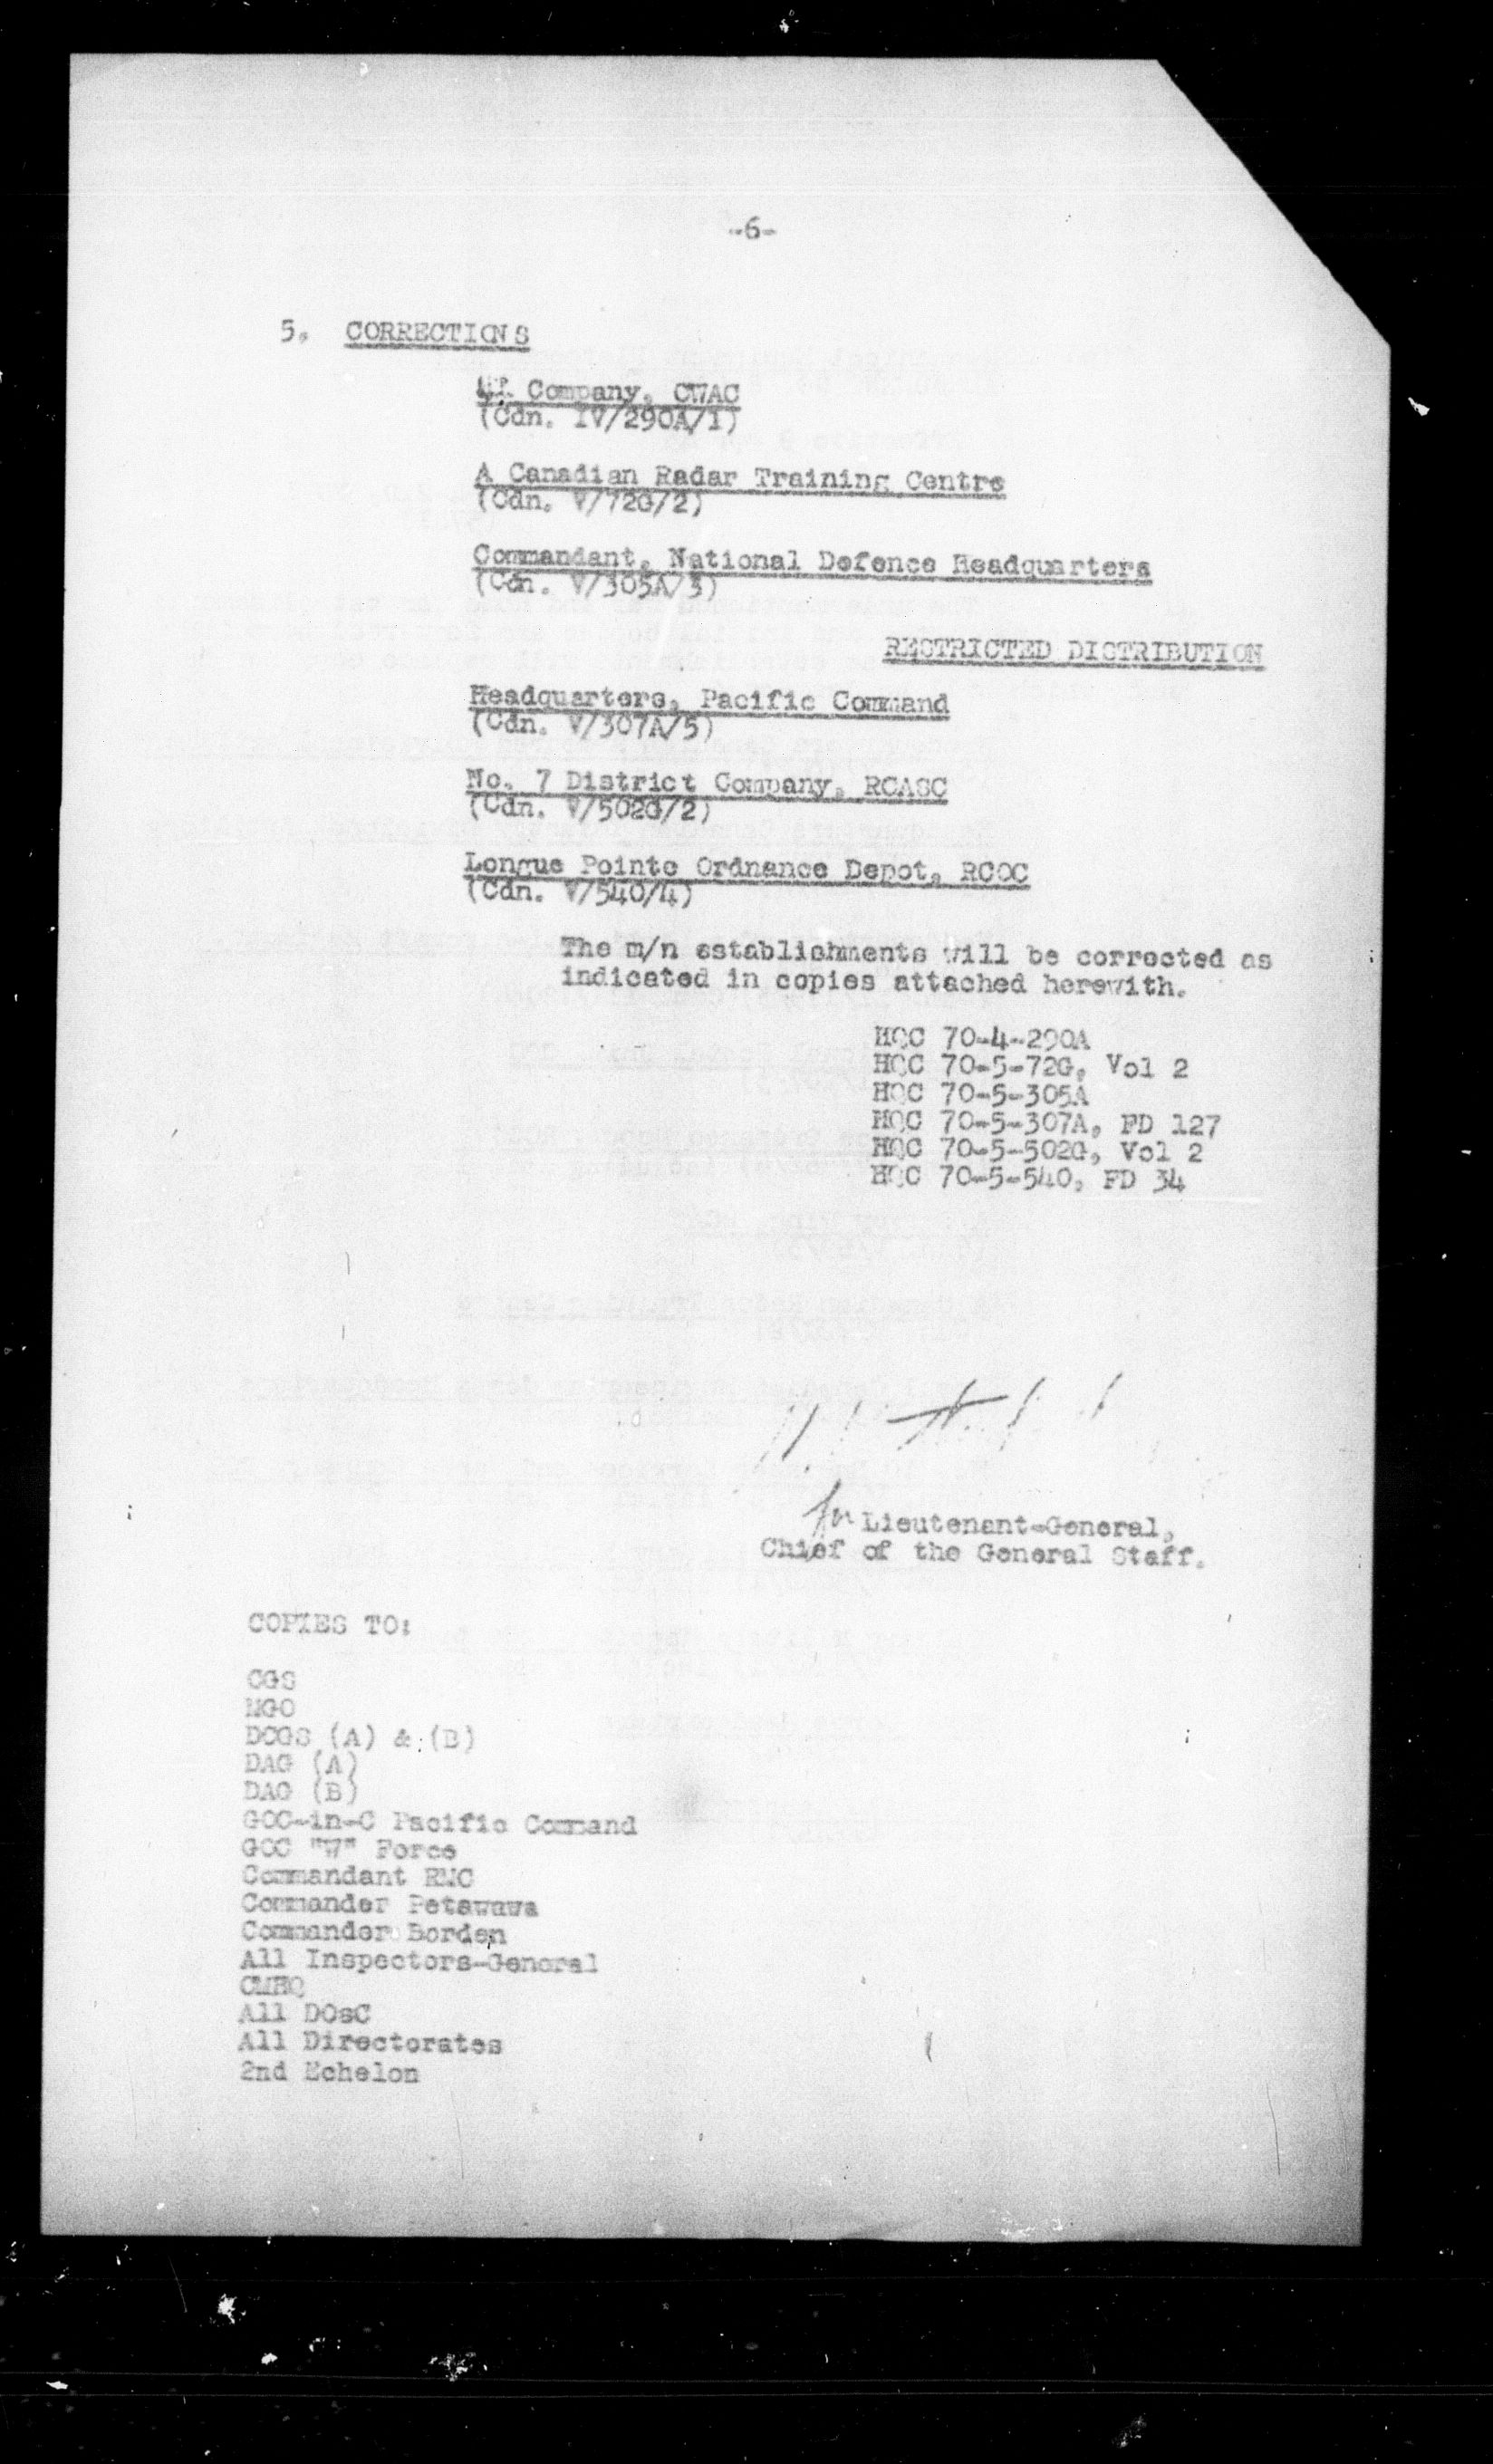 -6-
5. CORRECTIONS
Company, CWAC
(Cdn. IV/290A/1)
A Canadian Radar Training Centre
(Cdn. V/72G/2)
Commandant, National Defence Headquarters
(Cdn. V/305A/3)
RESTRICTED DISTRIBUTION
Headquarters, Pacific Command
(Cdn. V/307A/5)
No. 7 District Company, RCASC
(Cdn. V/502G/2)
Longue Pointe Ordnance Depot, RCOC
(Cdn. V/540/4)
The m/n establishments will be corrected as
indicated in copies attached herewith.
HQC 70-4-290A
HQC 70-5-72G, Vol 2
HQC 70-5-305A
HQC 70-5-307A, FD 127
HQC 70-5-502G, Vol 2
HQC 70-5-540, FD 34
for Lieutenant-General,
Chief of the General Staff.
COPIES TO:
CGS
MGO
DCGS (A) & (B)
DAG (A)
DAG (B)
GOC-in-C Pacific Command
GOC "W" Force
Commandant RMC
Commander Petawawa
Commander Borden
All Inspectors-General
CMHQ
All DOsC
All Directorates
2nd Echelon